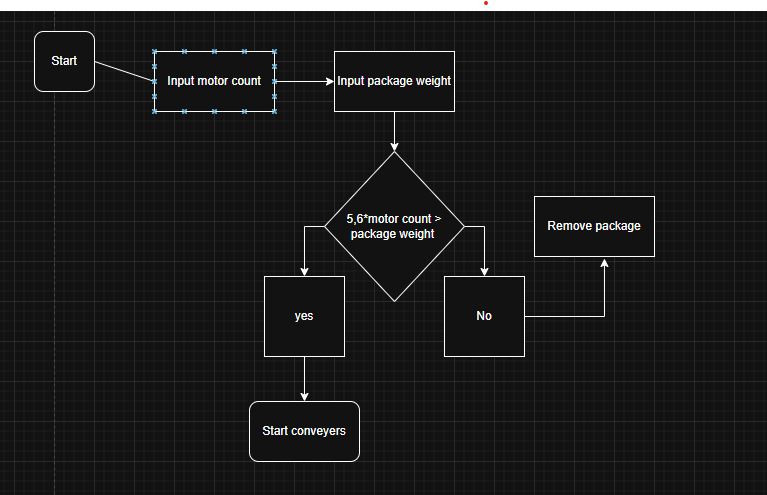 Start
Input motor count
Input package weight
5,6*motor count >
package weight
Remove package
yes
No
Start conveyers